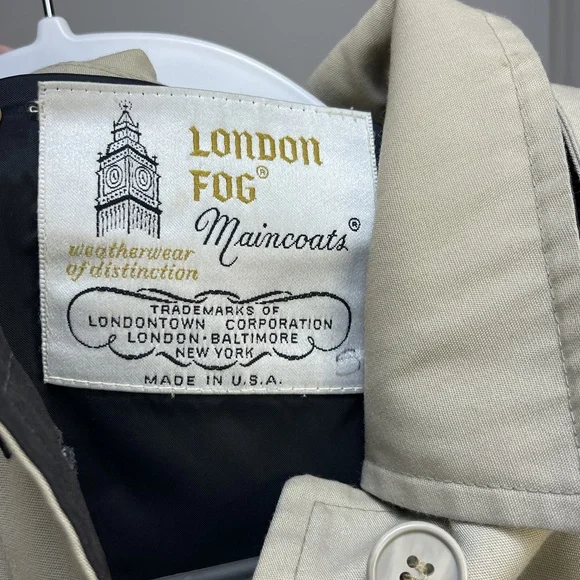 LONDON
FOG®
Maincoats®
weatherwear
of distinction
TRADEMARKS OF
LONDONTOWN CORPORATION
LONDON • BALTIMORE
NEW YORK
MADE IN U.S.A.